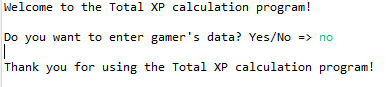 Welcome to the Total XP calculation program!
Do you want to enter gamer's data? Yes/No => no
Thank you for using the Total XP calculation program!